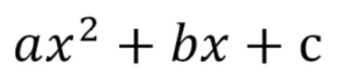 ax² + bx + c